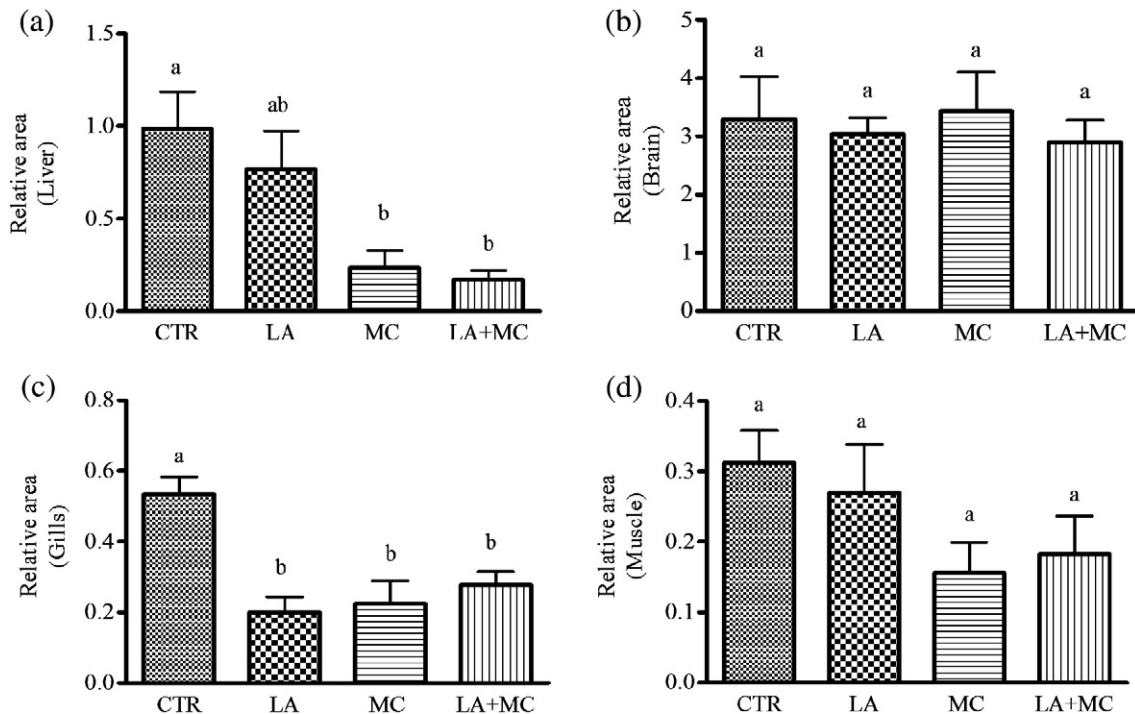 (a)
Relative area
(Liver)
1.5
1.0
0.5
0.0
a
ab
b
b
CTR
LA
MC
LA+MC
(b)
Relative area
(Brain)
5
4
3
2
1
0
a
a
a
a
CTR
LA
MC
LA+MC
(c)
Relative area
(Gills)
0.8
0.6
0.4
0.2
0.0
a
b
b
b
CTR
LA
MC
LA+MC
(d)
Relative area
(Muscle)
0.4
0.3
0.2
0.1
0.0
a
a
a
a
CTR
LA
MC
LA+MC